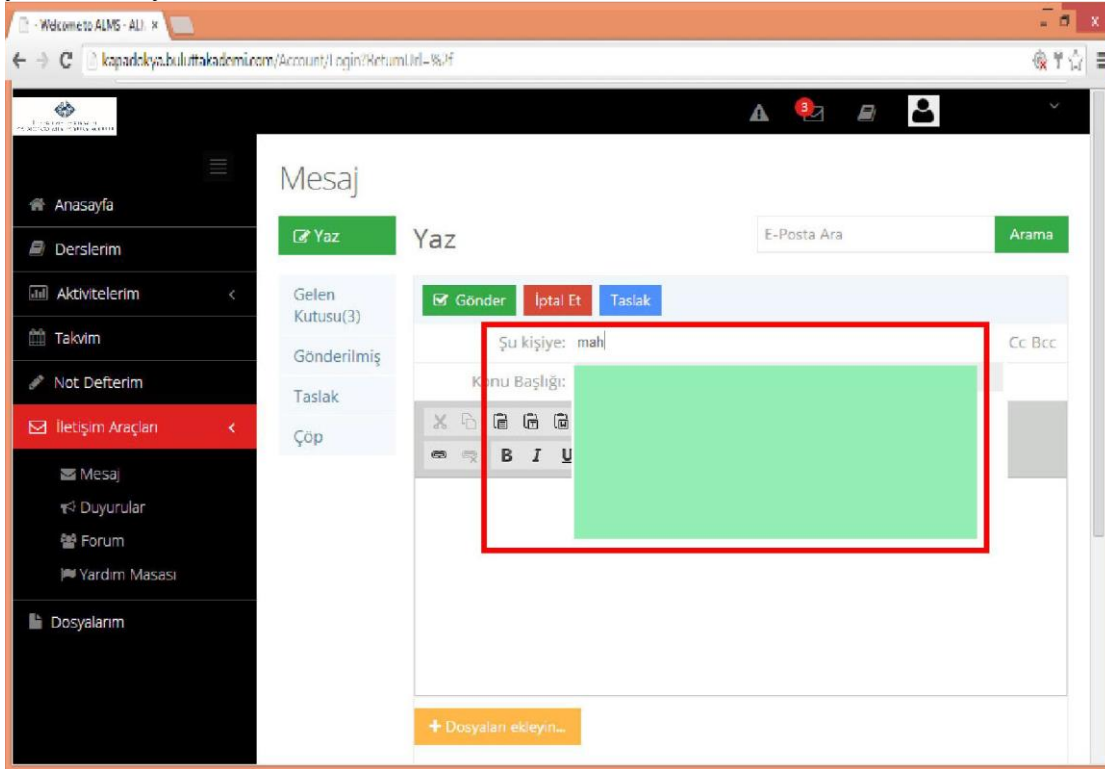 - Welcome to ALMS - ALI
kapadokya.buluttakademi.com/Account/Login?ReturnUrl=%2f
3
Mesaj
Anasayfa
Derslerim
Aktivitelerim
Takvim
Not Defterim
İletişim Araçları
Mesaj
Duyurular
Forum
Yardım Masası
Dosyalarım
Yaz
Gelen
Kutusu(3)
Gönderilmiş
Taslak
Çöp
Yaz
E-Posta Ara
Arama
Gönder İptal Et Taslak
Şu kişiye: mah Cc Bcc
Konu Başlığı:
B I U
+ Dosyaları ekleyin...